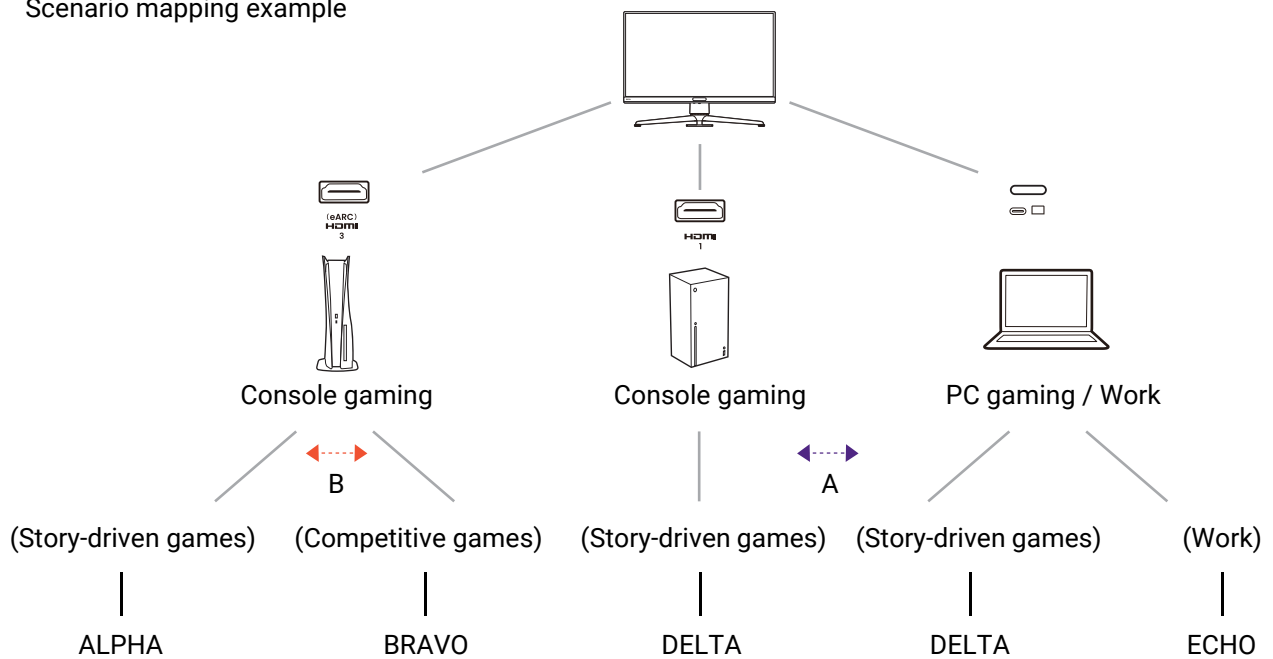 Scenario mapping example
(eARC)
HDMI
3
HDMI
1
Console gaming
Console gaming
PC gaming / Work
B
A
(Story-driven games)
(Competitive games)
(Story-driven games)
(Story-driven games)
(Work)
ALPHA
BRAVO
DELTA
DELTA
ECHO